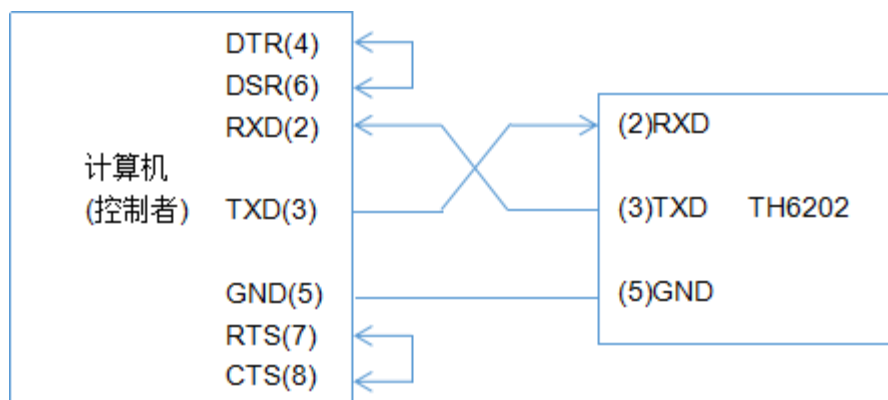 DTR(4)
DSR(6)
RXD(2)
计算机
(控制者)
TXD(3)
GND(5)
RTS(7)
CTS(8)
(2)RXD
(3)TXD TH6202
(5)GND